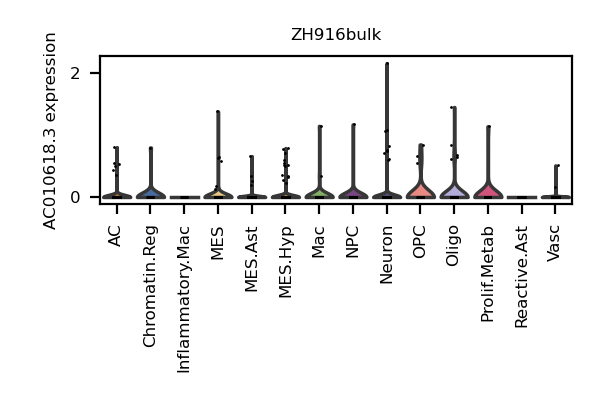 ZH916bulk
AC010618.3 expression
2
0
AC
Chromatin.Reg
Inflammatory.Mac
MES
MES.Ast
MES.Hyp
Mac
NPC
Neuron
OPC
Oligo
Prolif.Metab
Reactive.Ast
Vasc